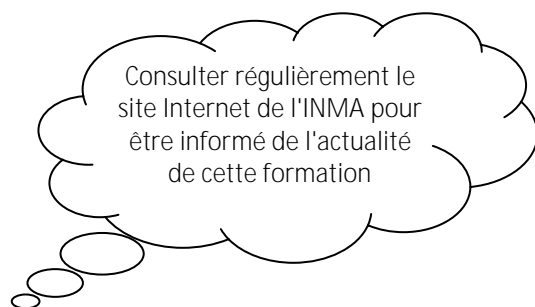 Consulter régulièrement le
site Internet de l'INMA pour
être informé de l'actualité
de cette formation